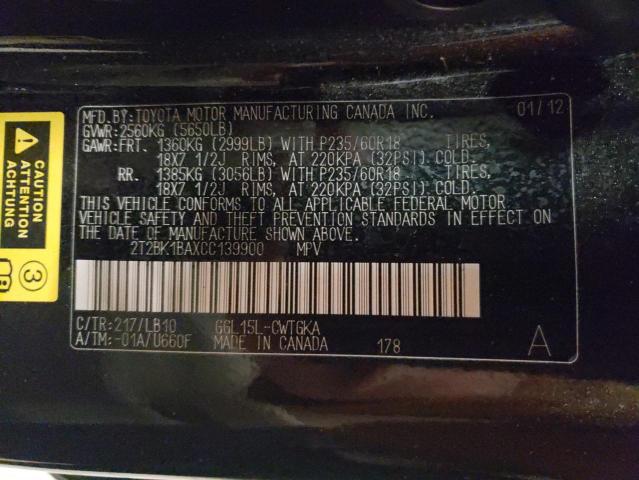 MFD.BY:TOYOTA MOTOR MANUFACTURING CANADA INC. 01/12
GVWR:2560KG (5650LB)
GAWR:FRT. 1360KG (2999LB) WITH P235/60R18 TIRES,
18X7 1/2J RIMS, AT 220KPA (32PSI) COLD.
RR. 1385KG (3056LB) WITH P235/60R18 TIRES,
18X7 1/2J RIMS, AT 220KPA (32PSI) COLD.
THIS VEHICLE CONFORMS TO ALL APPLICABLE FEDERAL MOTOR
VEHICLE SAFETY AND THEFT PREVENTION STANDARDS IN EFFECT ON
THE DATE OF MANUFACTURE SHOWN ABOVE.
2T2BK1BAXCC139900 MPV
C/TR:217/LB10 GGL15L-CWTGKA
A/TM:-01A/U660F MADE IN CANADA 178 A
CAUTION
ATTENTION
ACHTUNG
3